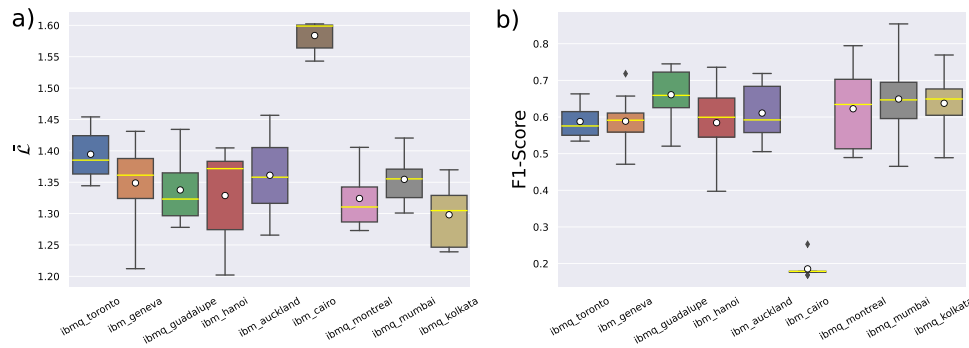 a)
1.60
1.55
1.50
1.45
1.40
1.35
1.30
1.25
1.20
ℒ̄
ibmq_toronto
ibm_geneva
ibmq_guadalupe
ibm_hanoi
ibm_auckland
ibm_cairo
ibmq_montreal
ibmq_mumbai
ibmq_kolkata
b)
0.8
0.7
0.6
0.5
0.4
0.3
0.2
F1-Score
ibmq_toronto
ibm_geneva
ibmq_guadalupe
ibm_hanoi
ibm_auckland
ibm_cairo
ibmq_montreal
ibmq_mumbai
ibmq_kolkata